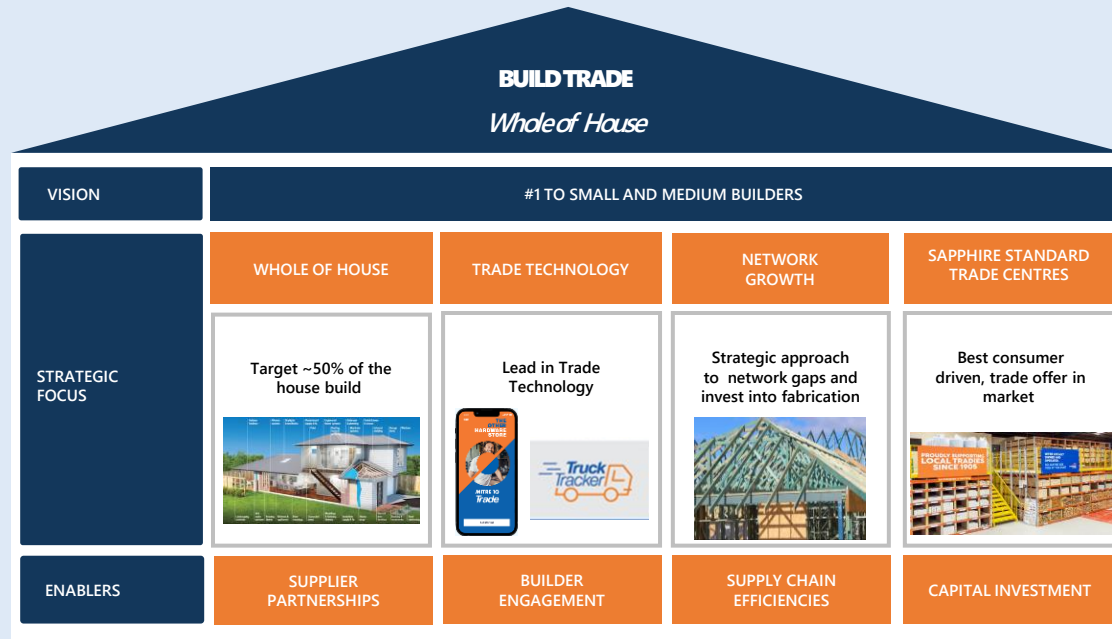 BUILD TRADE
Whole of House
VISION
#1 TO SMALL AND MEDIUM BUILDERS
STRATEGIC
FOCUS
WHOLE OF HOUSE
TRADE TECHNOLOGY
NETWORK
GROWTH
SAPPHIRE STANDARD
TRADE CENTRES
Target ~50% of the
house build
Lead in Trade
Technology
THE
OTHER
HARDWARE
STORE
MITRE 10
Trade
Truck
Tracker
Strategic approach
to network gaps and
invest into fabrication
Best consumer
driven, trade offer in
market
PROUDLY SUPPORTING
LOCAL TRADIES
SINCE 1906
ENABLERS
SUPPLIER
PARTNERSHIPS
BUILDER
ENGAGEMENT
SUPPLY CHAIN
EFFICIENCIES
CAPITAL INVESTMENT